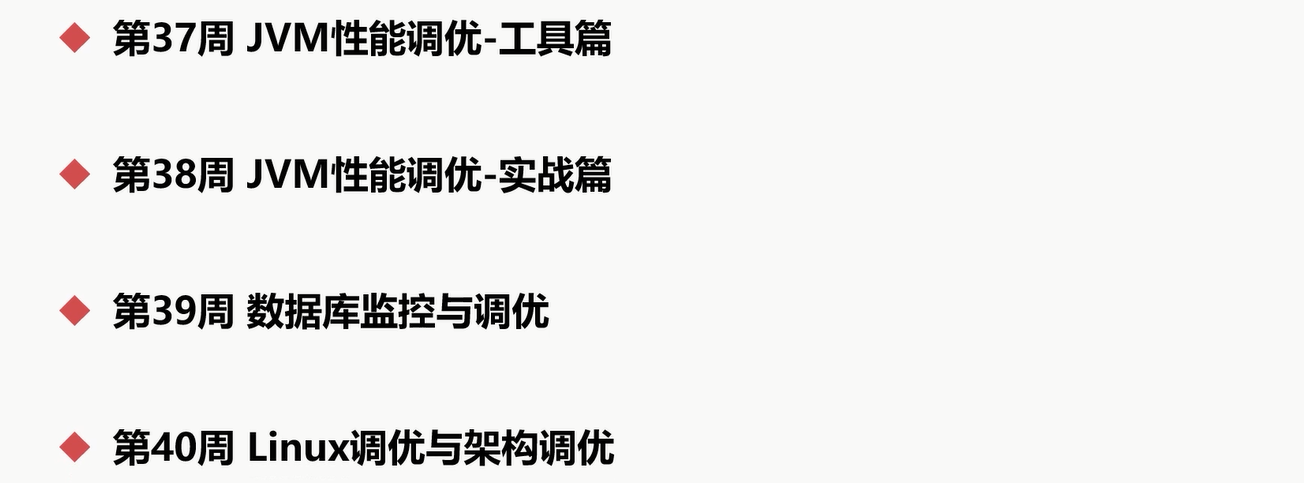 第37周 JVM性能调优-工具篇
第38周 JVM性能调优-实战篇
第39周 数据库监控与调优
第40周 Linux调优与架构调优